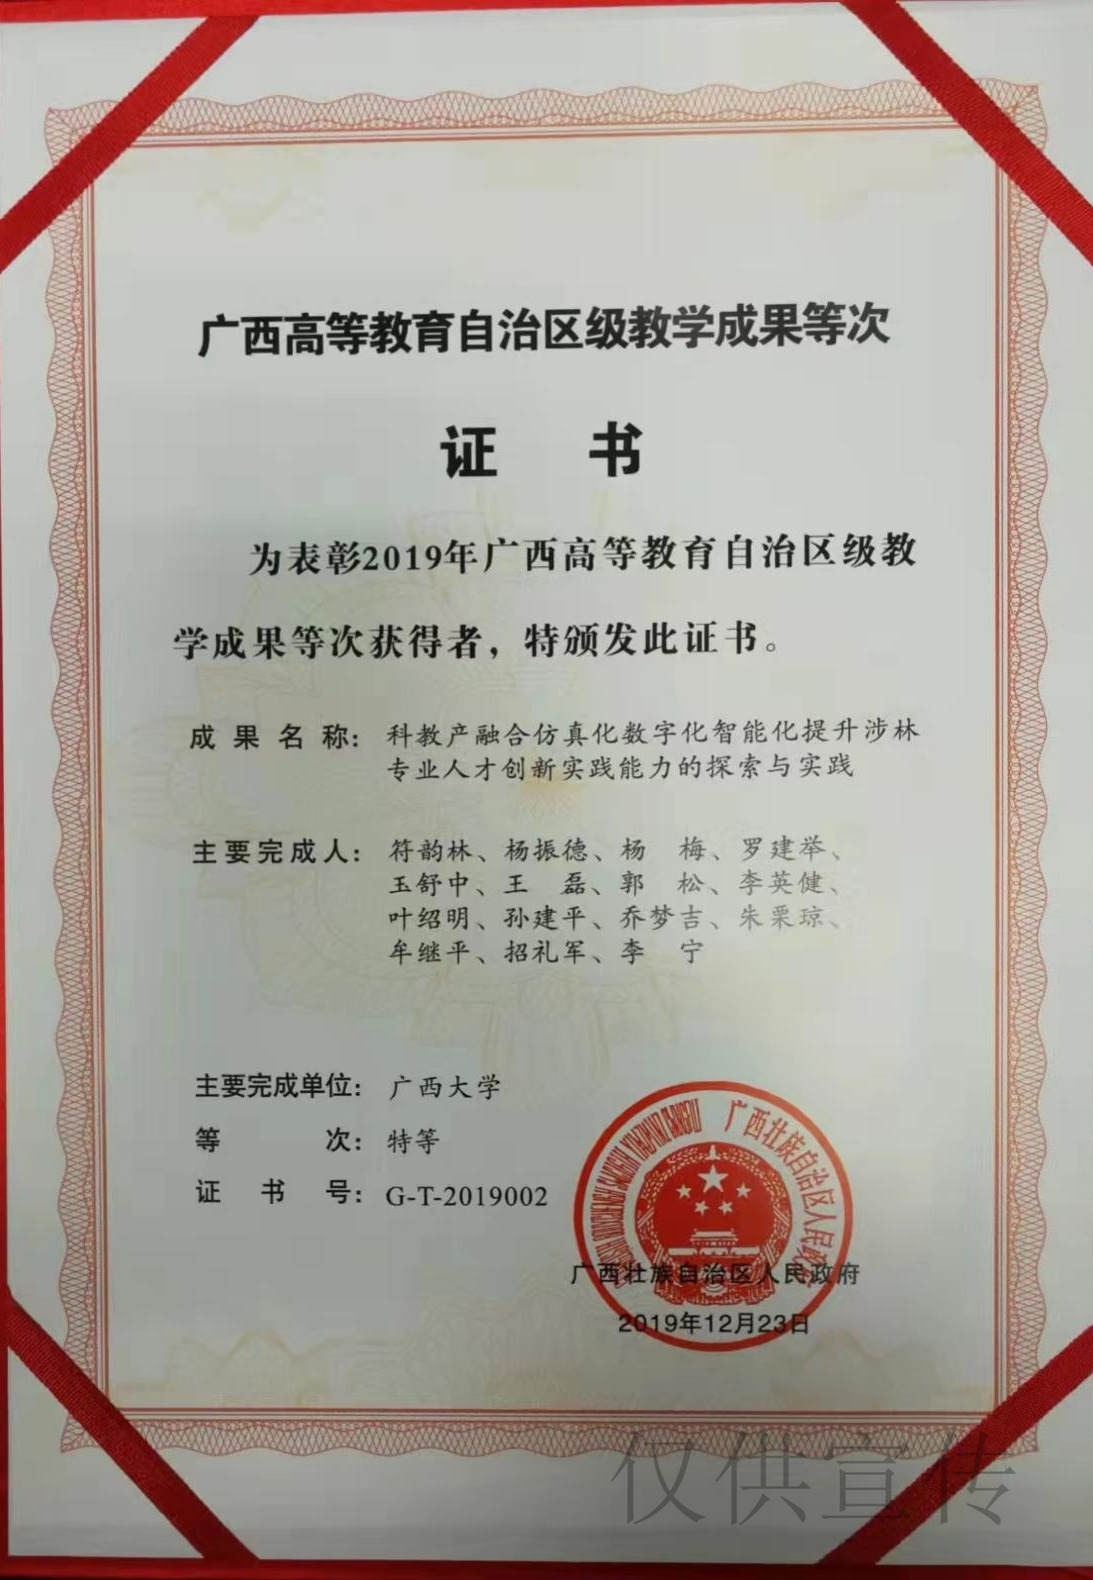 广西高等教育自治区级教学成果等次
证 书
为表彰2019年广西高等教育自治区级教
学成果等次获得者，特颁发此证书。
成果名称：科教产融合仿真化数字化智能化提升涉林
专业人才创新实践能力的探索与实践
主要完成人：符韵林、杨振德、杨 梅、罗建举、
玉舒中、王 磊、郭 松、李英健、
叶绍明、孙建平、乔梦吉、朱栗琼、
牟继平、招礼军、李 宁
主要完成单位：广西大学
等 次：特等
证 书 号：G-T-2019002
广西壮族自治区人民政府
广西壮族自治区人民政府
2019年12月23日
仅供宣传